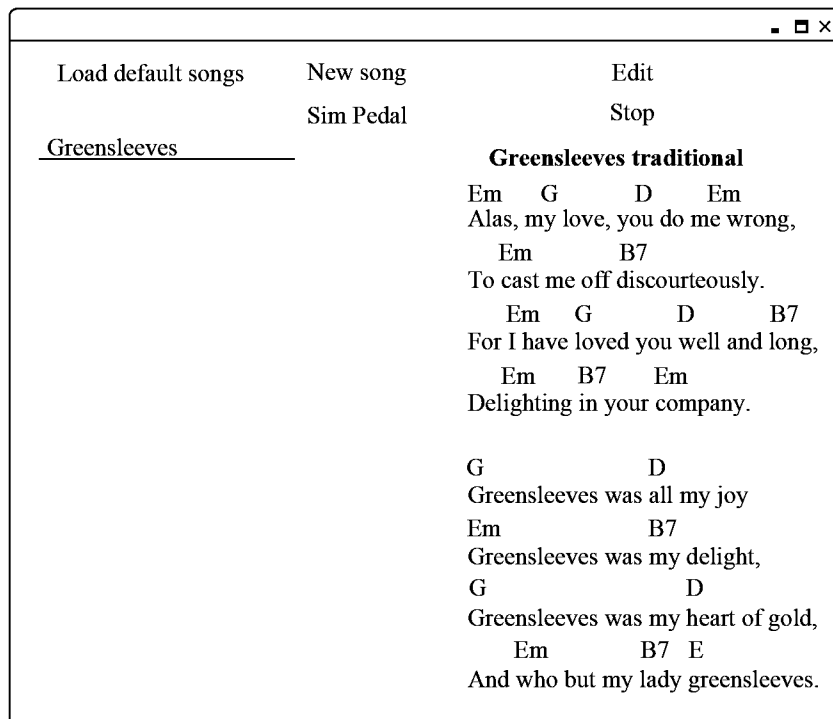 Load default songs New song Edit
Sim Pedal Stop
Greensleeves
Greensleeves traditional
Em G D Em
Alas, my love, you do me wrong,
Em B7
To cast me off discourteously.
Em G D B7
For I have loved you well and long,
Em B7 Em
Delighting in your company.
G D
Greensleeves was all my joy
Em B7
Greensleeves was my delight,
G D
Greensleeves was my heart of gold,
Em B7 E
And who but my lady greensleeves.